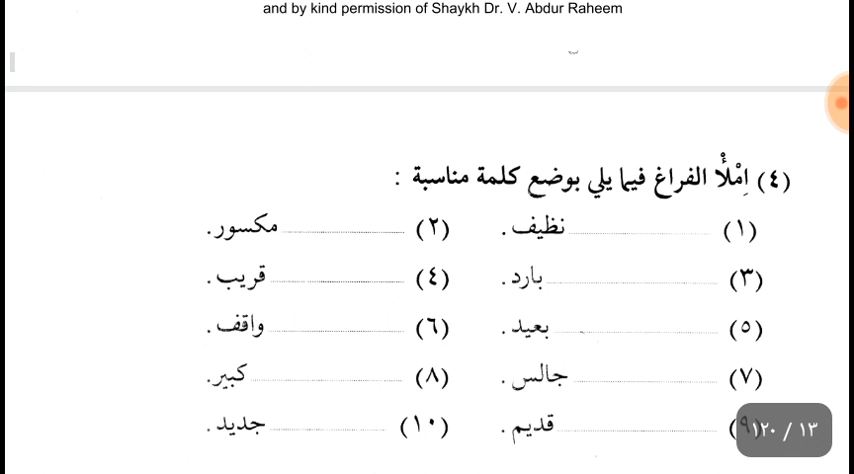 and by kind permission of Shaykh Dr. V. Abdur Raheem
(٤) اِمْلَأْ الفراغ فيما يلي بوضع كلمة مناسبة :
(١) ............ نظيف . (٢) ............ مكسور .
(٣) ............ بارد . (٤) ............ قريب .
(٥) ............ بعيد . (٦) ............ واقف .
(٧) ............ جالس . (٨) ............ كبير .
(٩) ............ قديم . (١٠) ............ جديد .
١٣ / ١٢٠